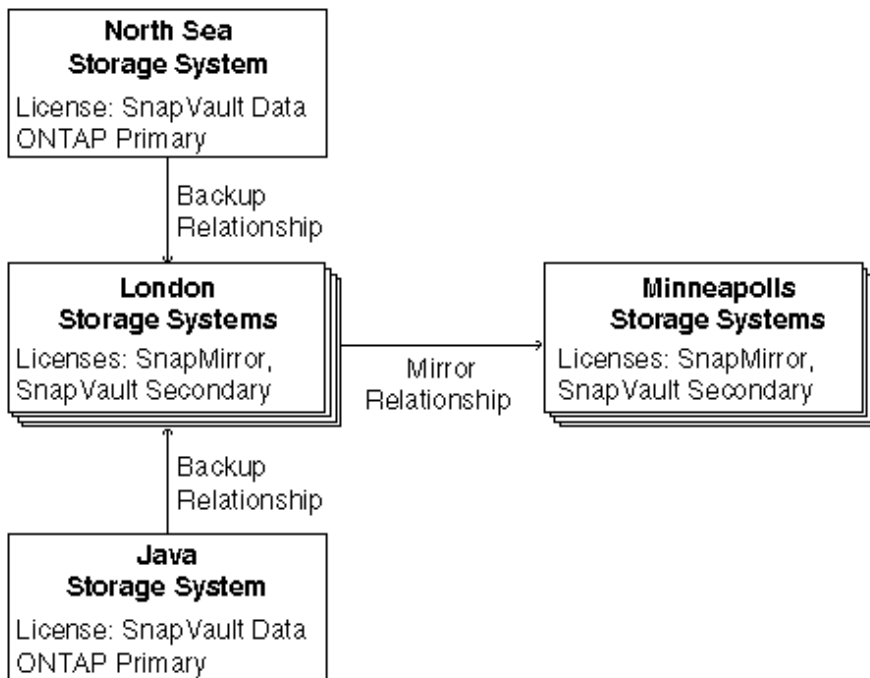 North Sea
Storage System
License: SnapVault Data
ONTAP Primary
Backup
Relationship
London
Storage Systems
Licenses: SnapMirror,
SnapVault Secondary
Mirror
Relationship
Minneapolls
Storage Systems
Licenses: SnapMirror,
SnapVault Secondary
Backup
Relationship
Java
Storage System
License: SnapVault Data
ONTAP Primary